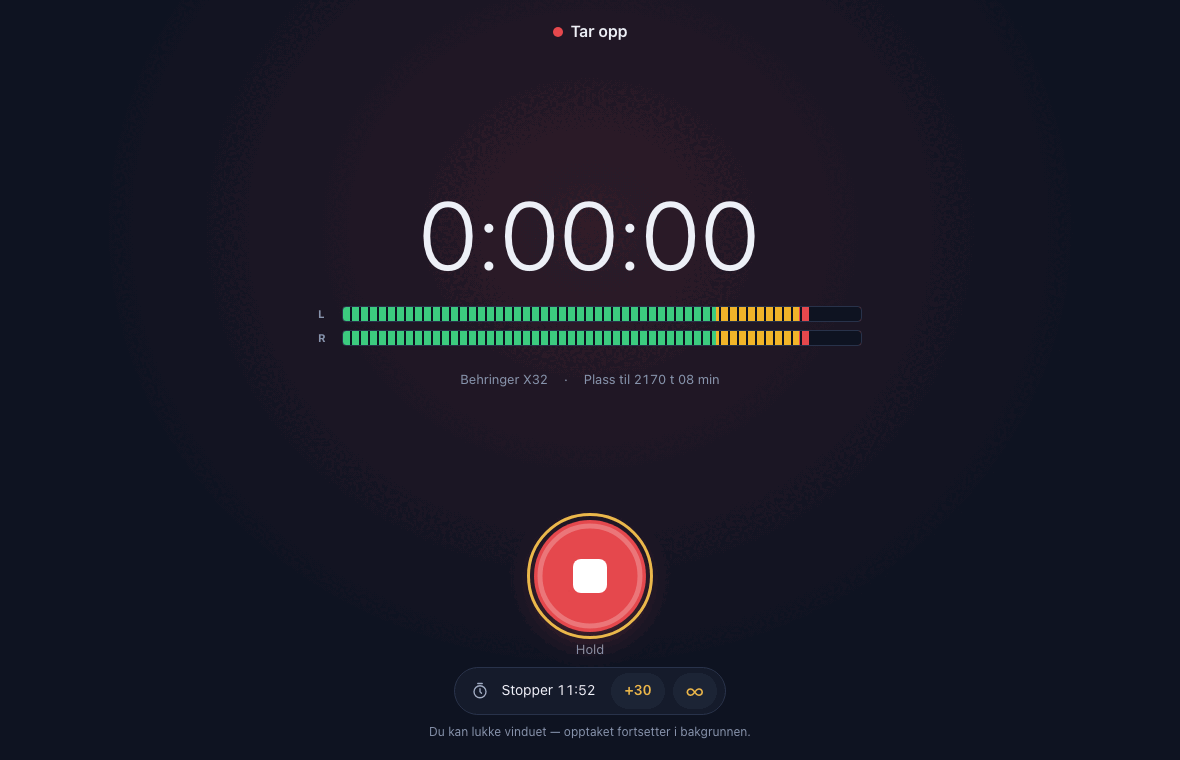 Tar opp
0:00:00
L
R
Behringer X32 · Plass til 2170 t 08 min
Hold
Stopper 11:52 +30 ∞
Du kan lukke vinduet — opptaket fortsetter i bakgrunnen.